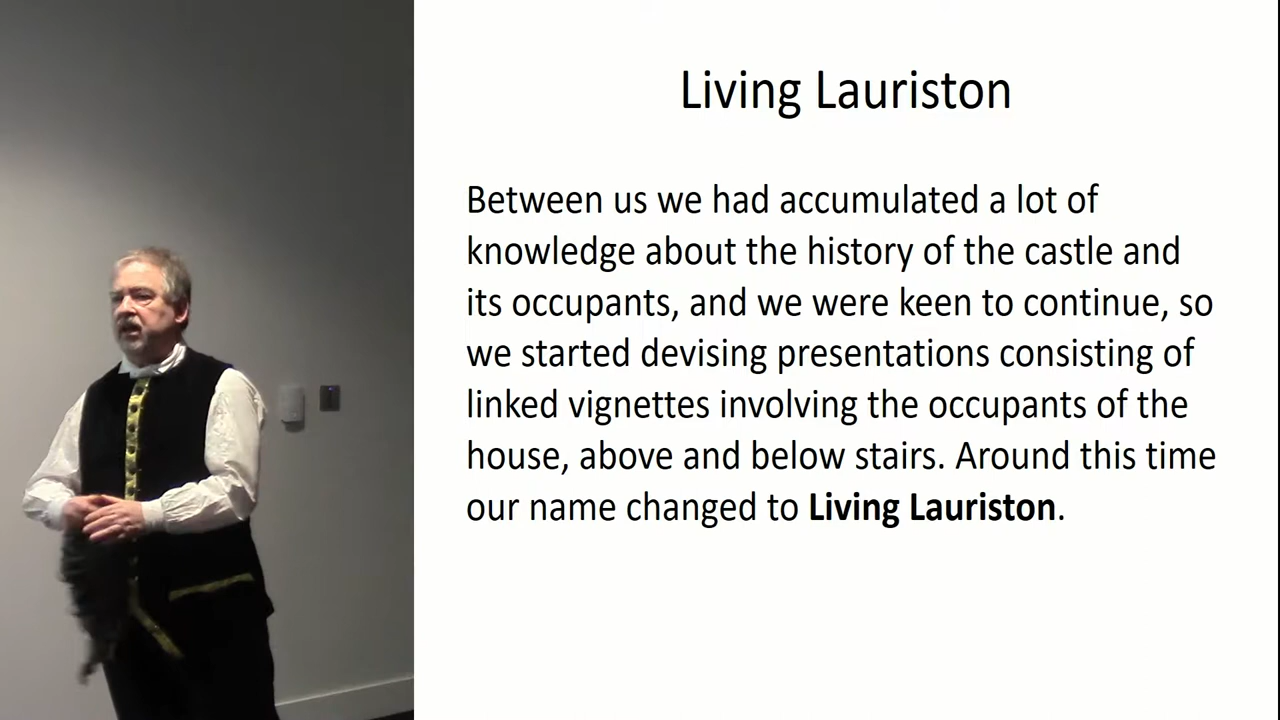 Living Lauriston
Between us we had accumulated a lot of
knowledge about the history of the castle and
its occupants, and we were keen to continue, so
we started devising presentations consisting of
linked vignettes involving the occupants of the
house, above and below stairs. Around this time
our name changed to Living Lauriston.